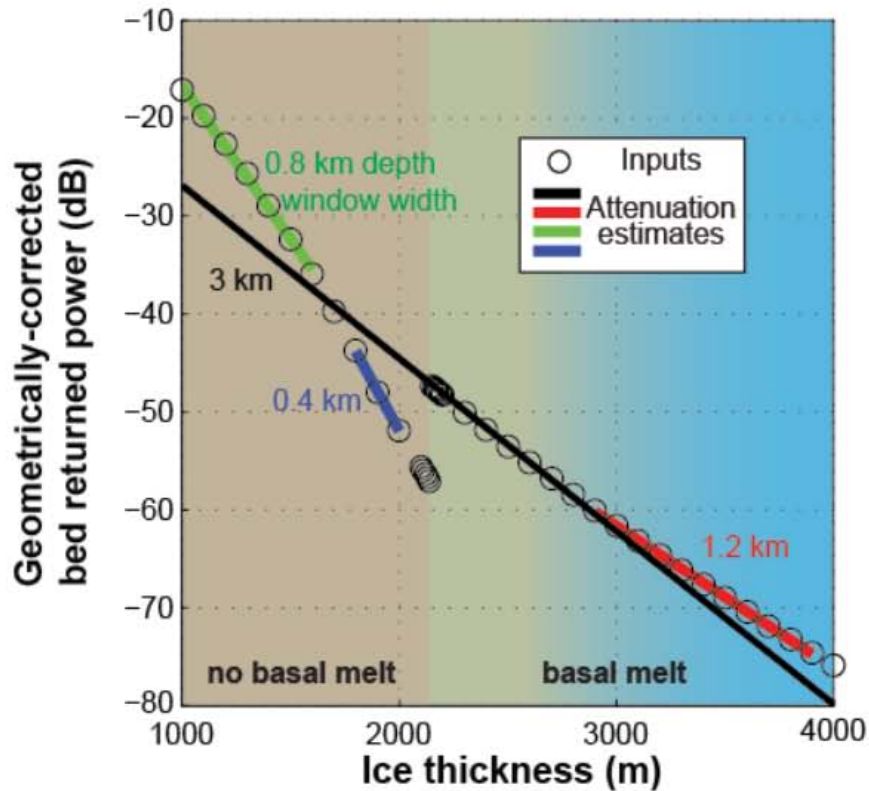 Geometrically-corrected
bed returned power (dB)
−10
−20
−30
−40
−50
−60
−70
−80
0.8 km depth
window width
3 km
0.4 km
1.2 km
Inputs
Attenuation
estimates
no basal melt
basal melt
1000
2000
3000
4000
Ice thickness (m)